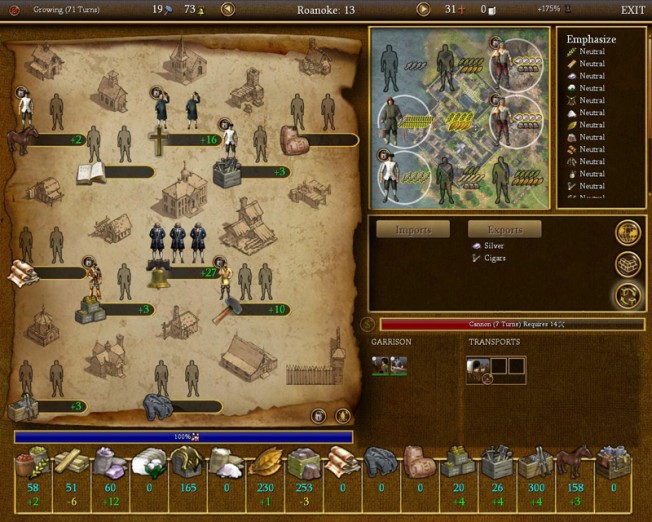 Growing (71 Turns)
19
73
Roanoke: 13
31
0
+175%
EXIT
Emphasize
Neutral
Neutral
Neutral
Neutral
Neutral
Neutral
Neutral
Neutral
Neutral
Neutral
Neutral
Neutral
+2
+16
+3
+27
+3
+10
+3
Imports
Exports
Silver
Cigars
Cannon (7 Turns) Requires 14
GARRISON
TRANSPORTS
100%
58 51 60 0 165 0 230 253 0 0 0 20 26 300 158 0
+2 +6 +12 +1 -3 +4 +4 +4 +3